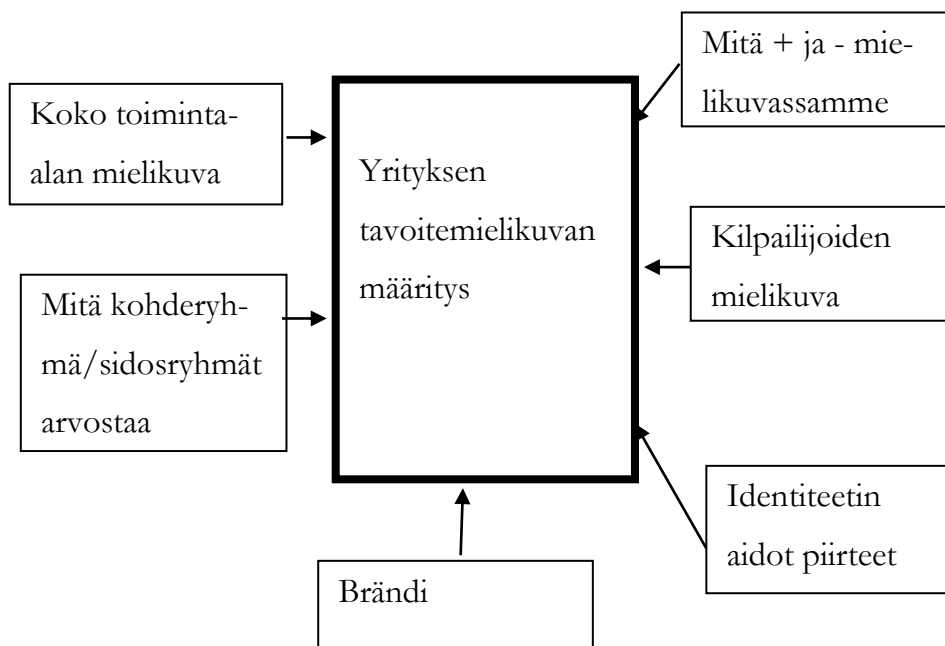 Koko toiminta-
alan mielikuva
Mitä kohderyh-
mä/sidosryhmät
arvostaa
Yrityksen
tavoitemielikuvan
määritys
Brändi
Mitä + ja - mie-
likuvassamme
Kilpailijoiden
mielikuva
Identiteetin
aidot piirteet